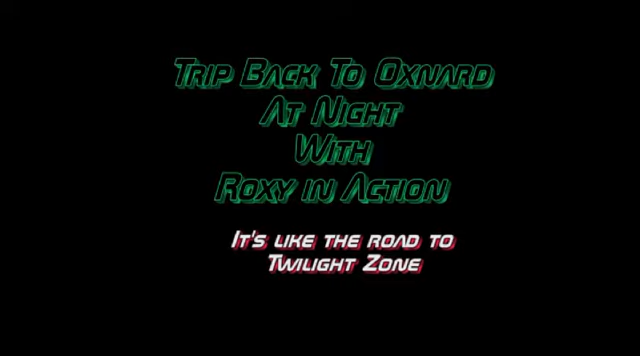 Trip Back To Oxnard
At Night
With
Roxy in Action
It's like the road to
Twilight Zone